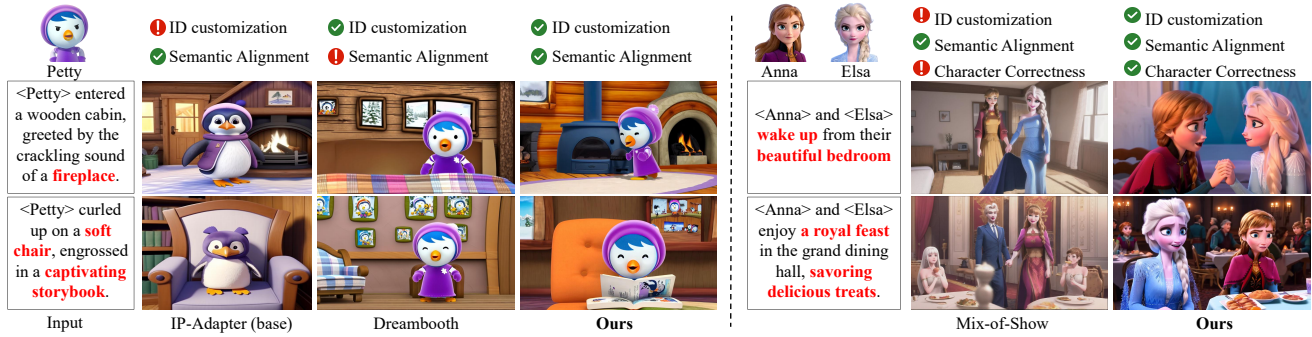 Petty
ID customization
Semantic Alignment
ID customization
Semantic Alignment
ID customization
Semantic Alignment
<Petty> entered
a wooden cabin,
greeted by the
crackling sound
of a fireplace.
<Petty> curled
up on a soft
chair, engrossed
in a captivating
storybook.
Input
IP-Adapter (base)
Dreambooth
Ours
Anna
Elsa
ID customization
Semantic Alignment
Character Correctness
ID customization
Semantic Alignment
Character Correctness
<Anna> and <Elsa>
wake up from their
beautiful bedroom
<Anna> and <Elsa>
enjoy a royal feast
in the grand dining
hall, savoring
delicious treats.
Mix-of-Show
Ours